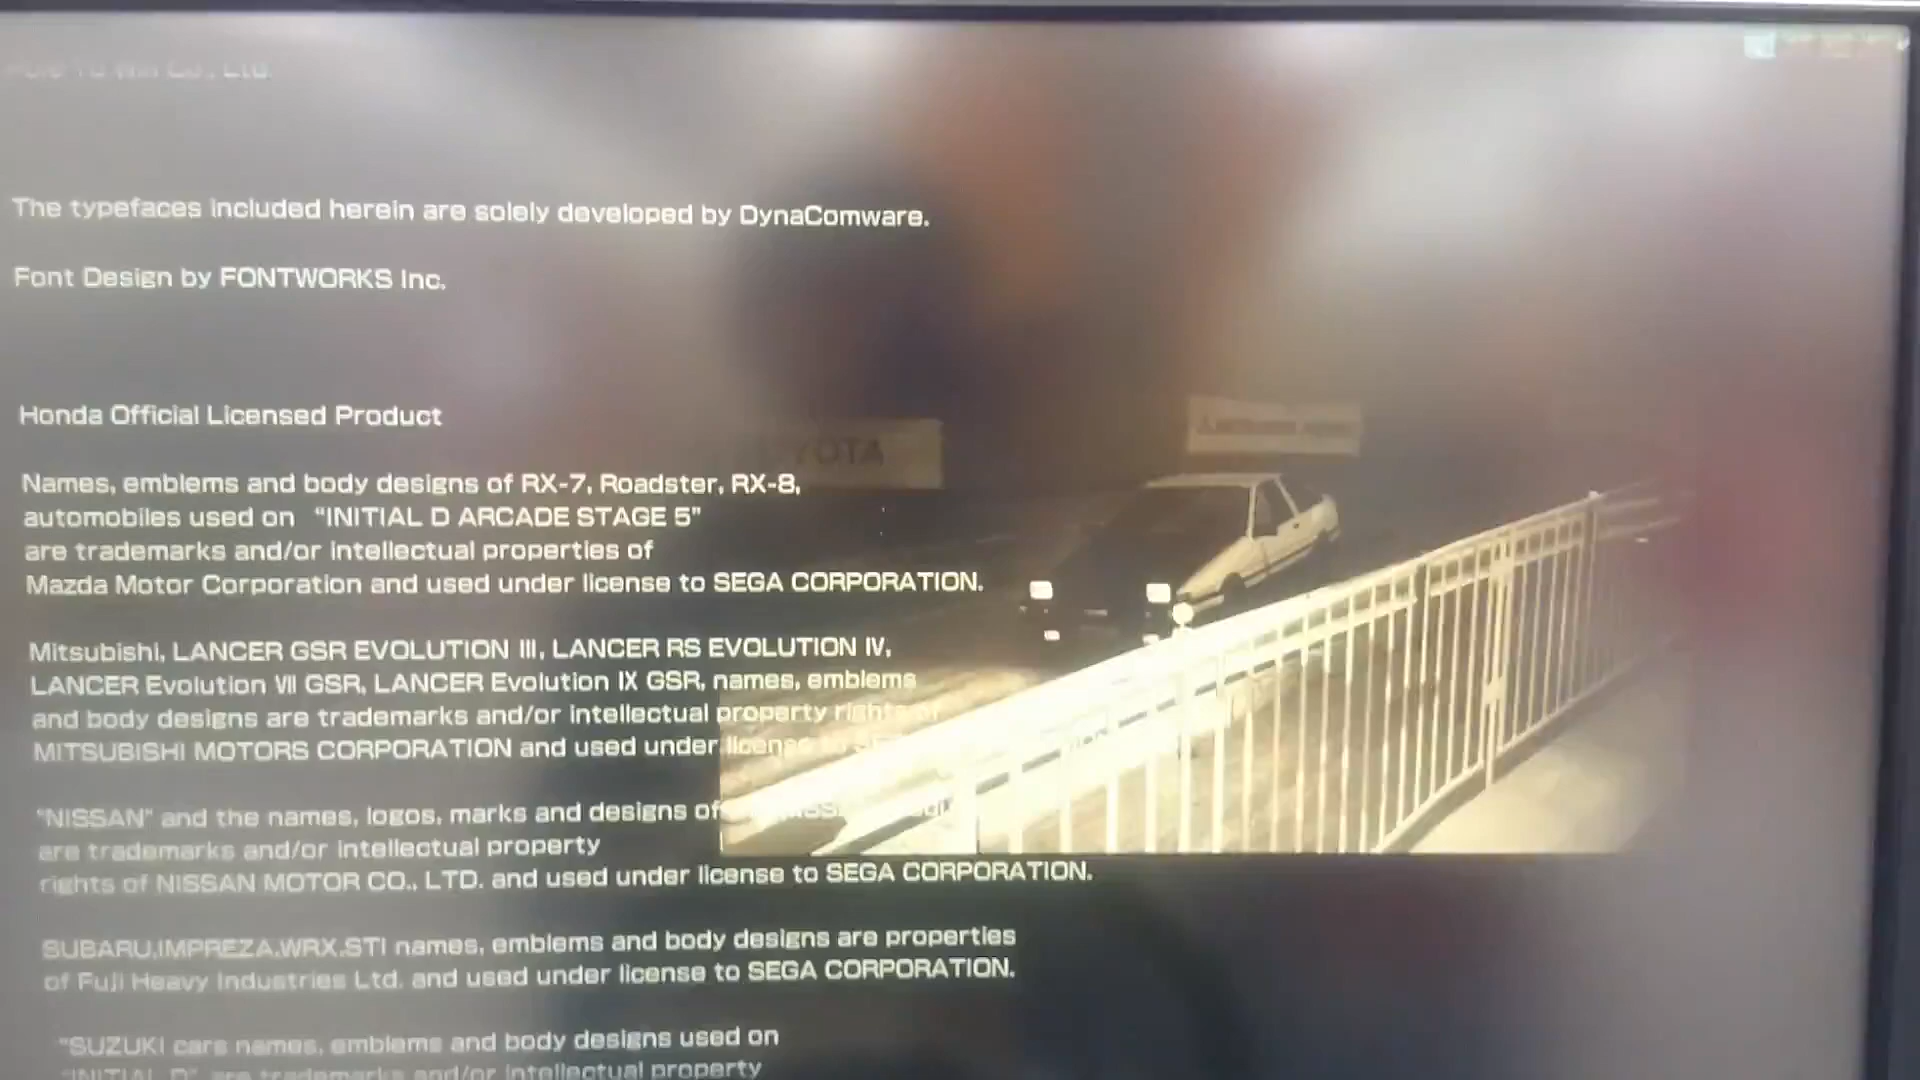 Co., Ltd.
The typefaces included herein are solely developed by DynaComware.
Font Design by FONTWORKS Inc.
Honda Official Licensed Product
YOTA
Names, emblems and body designs of RX-7, Roadster, RX-8,
automobiles used on "INITIAL D ARCADE STAGE 5"
are trademarks and/or intellectual properties of
Mazda Motor Corporation and used under license to SEGA CORPORATION.
Mitsubishi, LANCER GSR EVOLUTION III, LANCER RS EVOLUTION IV,
LANCER Evolution VII GSR, LANCER Evolution IX GSR, names, emblems
and body designs are trademarks and/or intellectual property rights of
MITSUBISHI MOTORS CORPORATION and used under license
"NISSAN" and the names, logos, marks and designs of
are trademarks and/or intellectual property
rights of NISSAN MOTOR CO., LTD. and used under license to SEGA CORPORATION.
SUBARU,IMPREZA,WRX,STI names, emblems and body designs are properties
of Fuji Heavy Industries Ltd. and used under license to SEGA CORPORATION.
"SUZUKI cars names, emblems and body designs used on
"INITIAL D" are trademarks and/or intellectual property